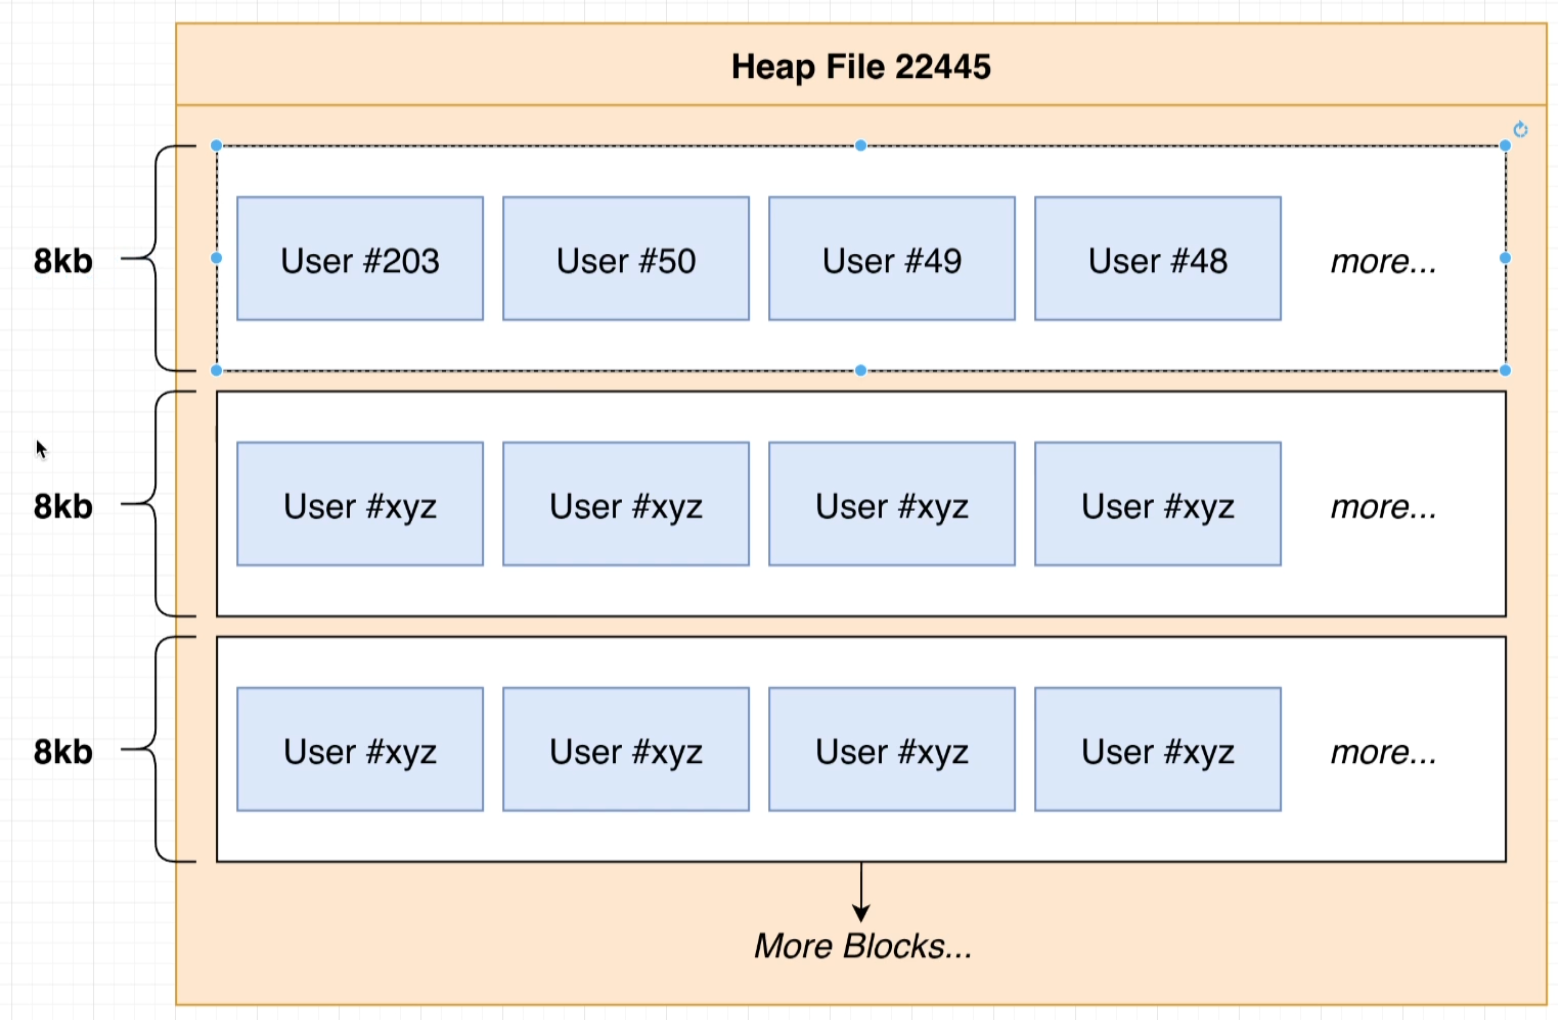 Heap File 22445
8kb
User #203
User #50
User #49
User #48
more...
8kb
User #xyz
User #xyz
User #xyz
User #xyz
more...
8kb
User #xyz
User #xyz
User #xyz
User #xyz
more...
More Blocks...